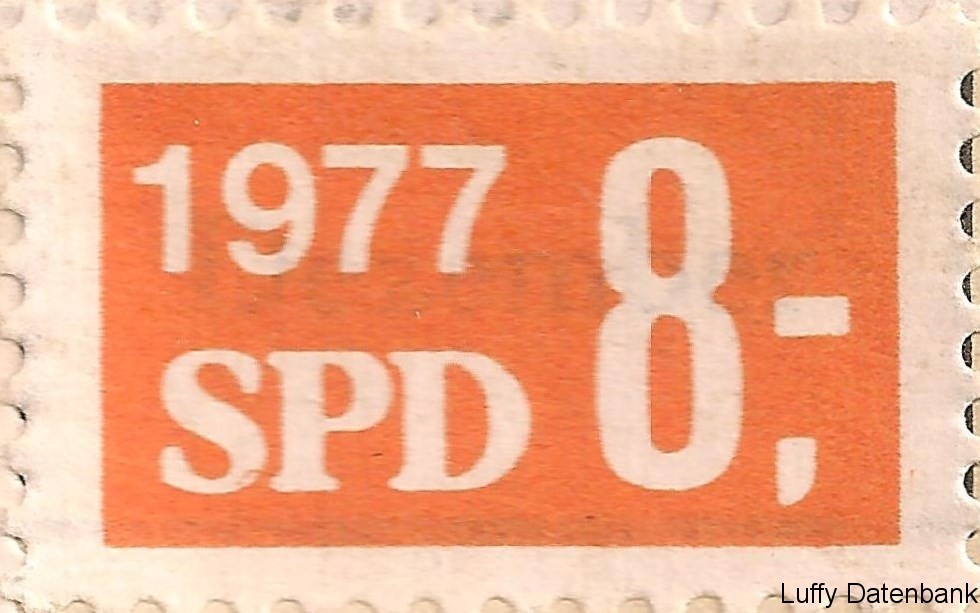 1977
SPD
8,-
Luffy Datenbank